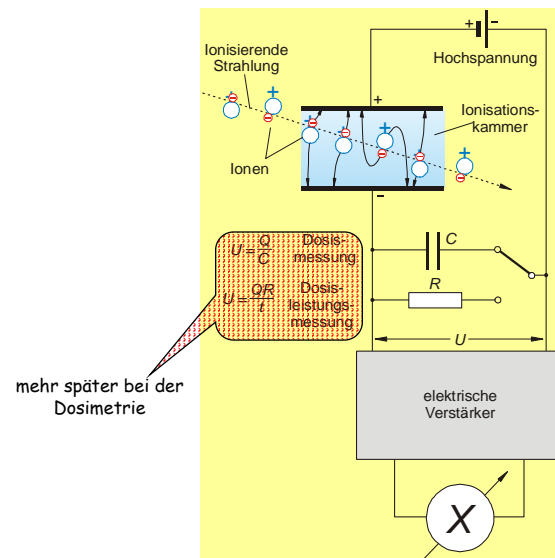 + –
Hochspannung
Ionisierende
Strahlung
+
Ionisations-
kammer
Ionen
–
U = Q/C Dosis-
messung
C
U = QR/t Dosis-
leistungs-
messung
R
U
mehr später bei der
Dosimetrie
elektrische
Verstärker
X